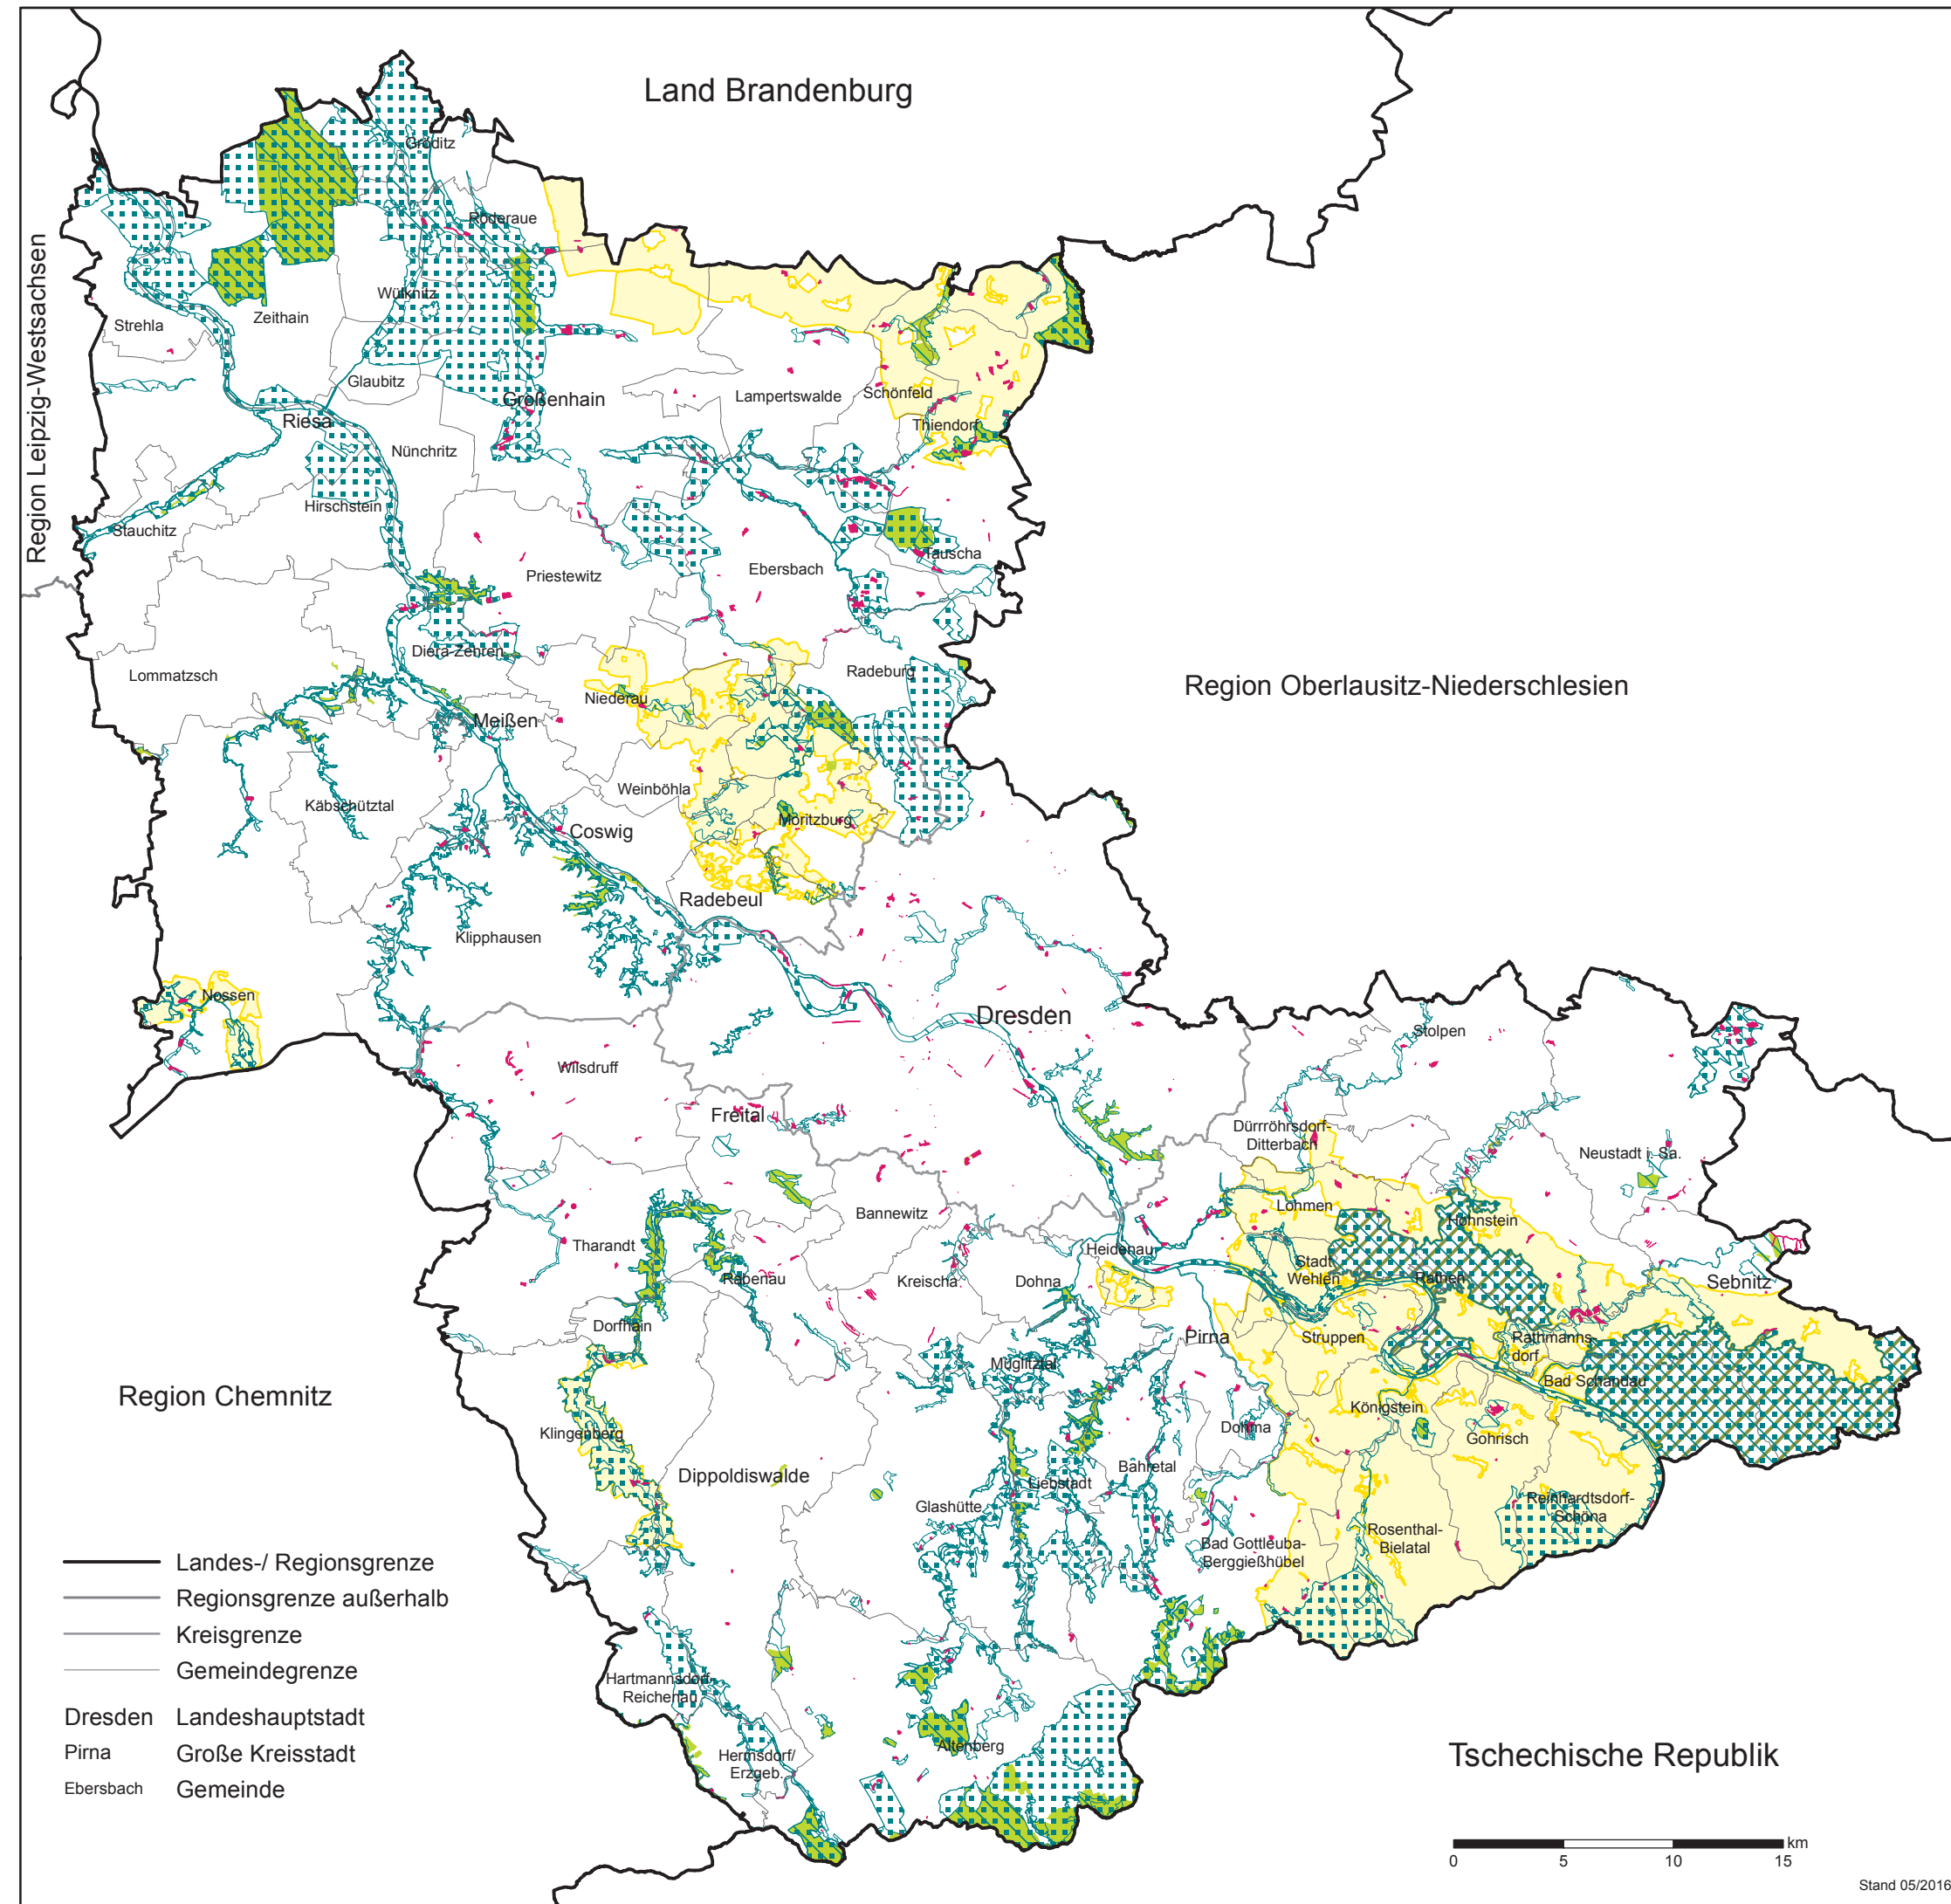 Land Brandenburg
Gröditz
Röderaue
Region Leipzig-Westsachsen
Wülknitz
Strehla
Zeithain
Glaubitz
Großenhain
Lampertswalde
Schönfeld
Riesa
Thiendorf
Nünchritz
Hirschstein
Stauchitz
Tauscha
Priestewitz
Ebersbach
Diera-Zehren
Lommatzsch
Radeburg
Region Oberlausitz-Niederschlesien
Niederau
Meißen
Weinböhla
Käbschütztal
Moritzburg
Coswig
Radebeul
Klipphausen
Nossen
Dresden
Stolpen
Wilsdruff
Freital
Dürrröhrsdorf-
Ditterbach
Neustadt i. Sa.
Lohmen
Bannewitz
Hohnstein
Tharandt
Heidenau
Stadt
Wehlen
Rabenau
Kreischa
Dohna
Rathen
Sebnitz
Dorfhain
Pirna
Struppen
Rathmanns-
dorf
Müglitztal
Bad Schandau
Region Chemnitz
Königstein
Klingenberg
Dohma
Gohrisch
Bahretal
Dippoldiswalde
Liebstadt
Glashütte
Reinhardtsdorf-
Schöna
Rosenthal-
Bielatal
Bad Gottleuba-
Berggießhübel
Landes-/ Regionsgrenze
Regionsgrenze außerhalb
Kreisgrenze
Gemeindegrenze
Hartmannsdorf-
Reichenau
Dresden Landeshauptstadt
Pirna Große Kreisstadt
Ebersbach Gemeinde
Altenberg
Hermsdorf/
Erzgeb.
Tschechische Republik
km
0 5 10 15
Stand 05/2016